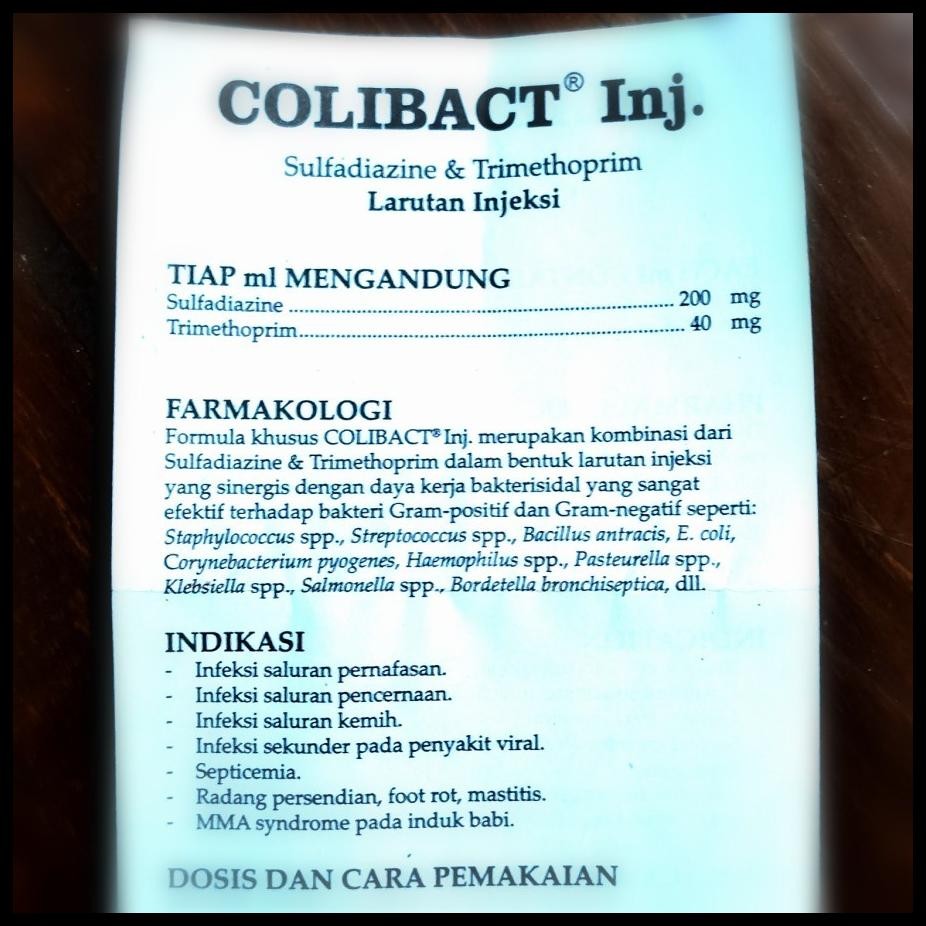 COLIBACT® Inj.
Sulfadiazine & Trimethoprim
Larutan Injeksi
TIAP ml MENGANDUNG
Sulfadiazine ........................................................................ 200 mg
Trimethoprim........................................................................ 40 mg
FARMAKOLOGI
Formula khusus COLIBACT® Inj. merupakan kombinasi dari
Sulfadiazine & Trimethoprim dalam bentuk larutan injeksi
yang sinergis dengan daya kerja bakterisidal yang sangat
efektif terhadap bakteri Gram-positif dan Gram-negatif seperti:
Staphylococcus spp., Streptococcus spp., Bacillus antracis, E. coli,
Corynebacterium pyogenes, Haemophilus spp., Pasteurella spp.,
Klebsiella spp., Salmonella spp., Bordetella bronchiseptica, dll.
INDIKASI
- Infeksi saluran pernafasan.
- Infeksi saluran pencernaan.
- Infeksi saluran kemih.
- Infeksi sekunder pada penyakit viral.
- Septicemia.
- Radang persendian, foot rot, mastitis.
- MMA syndrome pada induk babi.
DOSIS DAN CARA PEMAKAIAN